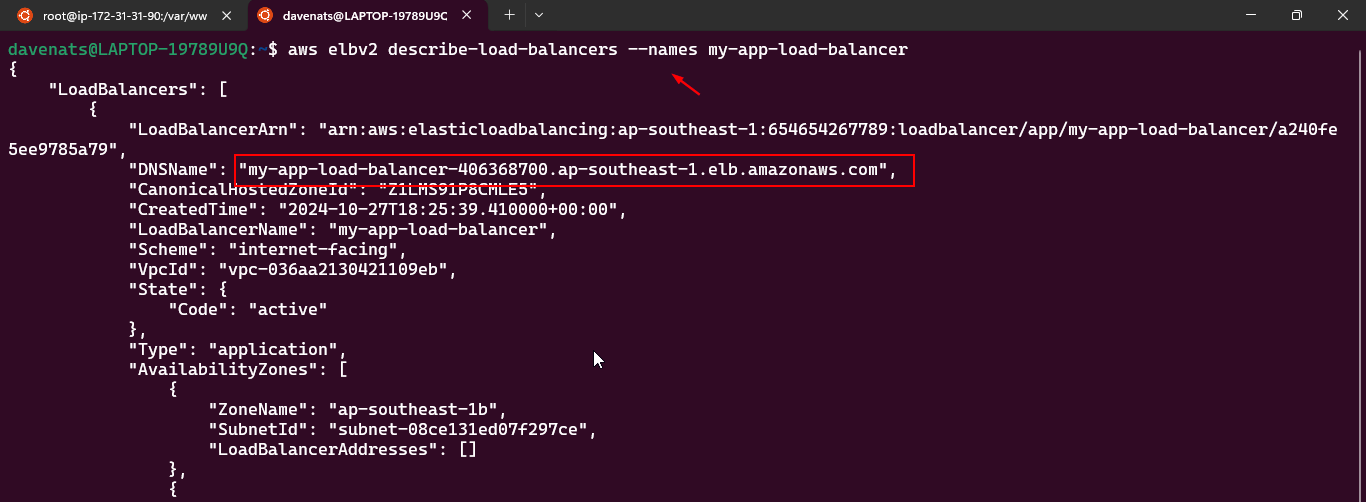 root@ip-172-31-31-90:/var/ww
davenats@LAPTOP-19789U9Q
davenats@LAPTOP-19789U9Q:~$ aws elbv2 describe-load-balancers --names my-app-load-balancer
{
"LoadBalancers": [
{
"LoadBalancerArn": "arn:aws:elasticloadbalancing:ap-southeast-1:654654267789:loadbalancer/app/my-app-load-balancer/a240fe
5ee9785a79",
"DNSName": "my-app-load-balancer-406368700.ap-southeast-1.elb.amazonaws.com",
"CanonicalHostedZoneId": "Z1LMS91P8CMLE5",
"CreatedTime": "2024-10-27T18:25:39.410000+00:00",
"LoadBalancerName": "my-app-load-balancer",
"Scheme": "internet-facing",
"VpcId": "vpc-036aa2130421109eb",
"State": {
"Code": "active"
},
"Type": "application",
"AvailabilityZones": [
{
"ZoneName": "ap-southeast-1b",
"SubnetId": "subnet-08ce131ed07f297ce",
"LoadBalancerAddresses": []
},
{